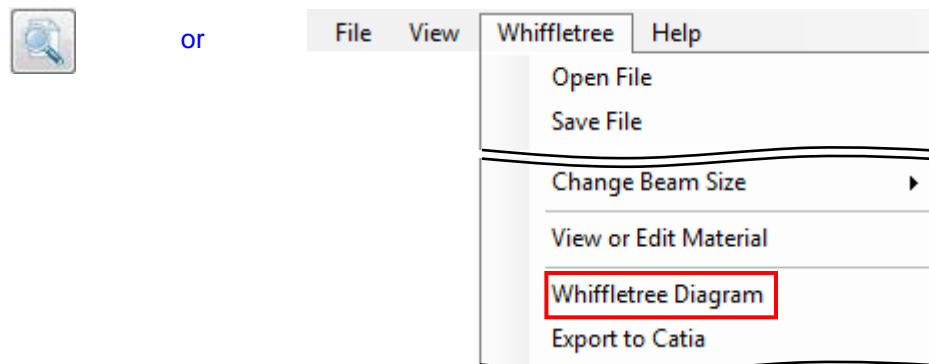 or
File View Whiffletree Help
Open File
Save File
Change Beam Size
View or Edit Material
Whiffletree Diagram
Export to Catia